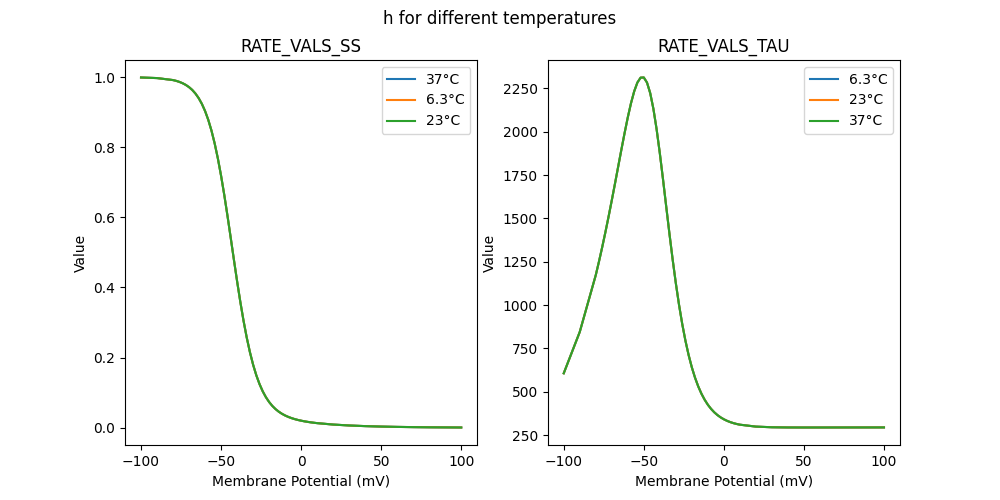 h for different temperatures
RATE_VALS_SS
1.0
0.8
0.6
0.4
0.2
0.0
Value
−100
−50
0
50
100
Membrane Potential (mV)
37°C
6.3°C
23°C
RATE_VALS_TAU
2250
2000
1750
1500
1250
1000
750
500
250
Value
−100
−50
0
50
100
Membrane Potential (mV)
6.3°C
23°C
37°C